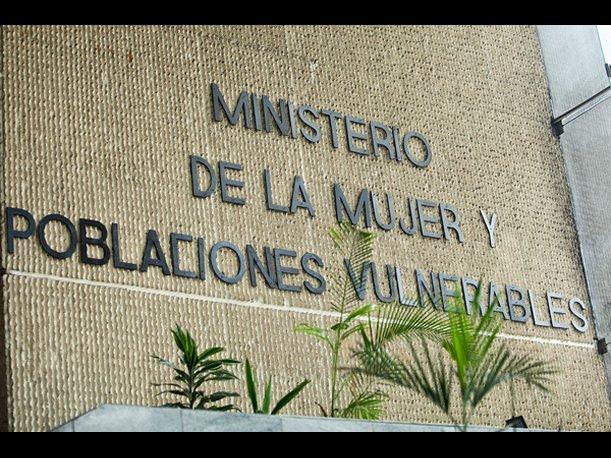 MINISTERIO
DE LA MUJER Y
POBLACIONES VULNERABLES